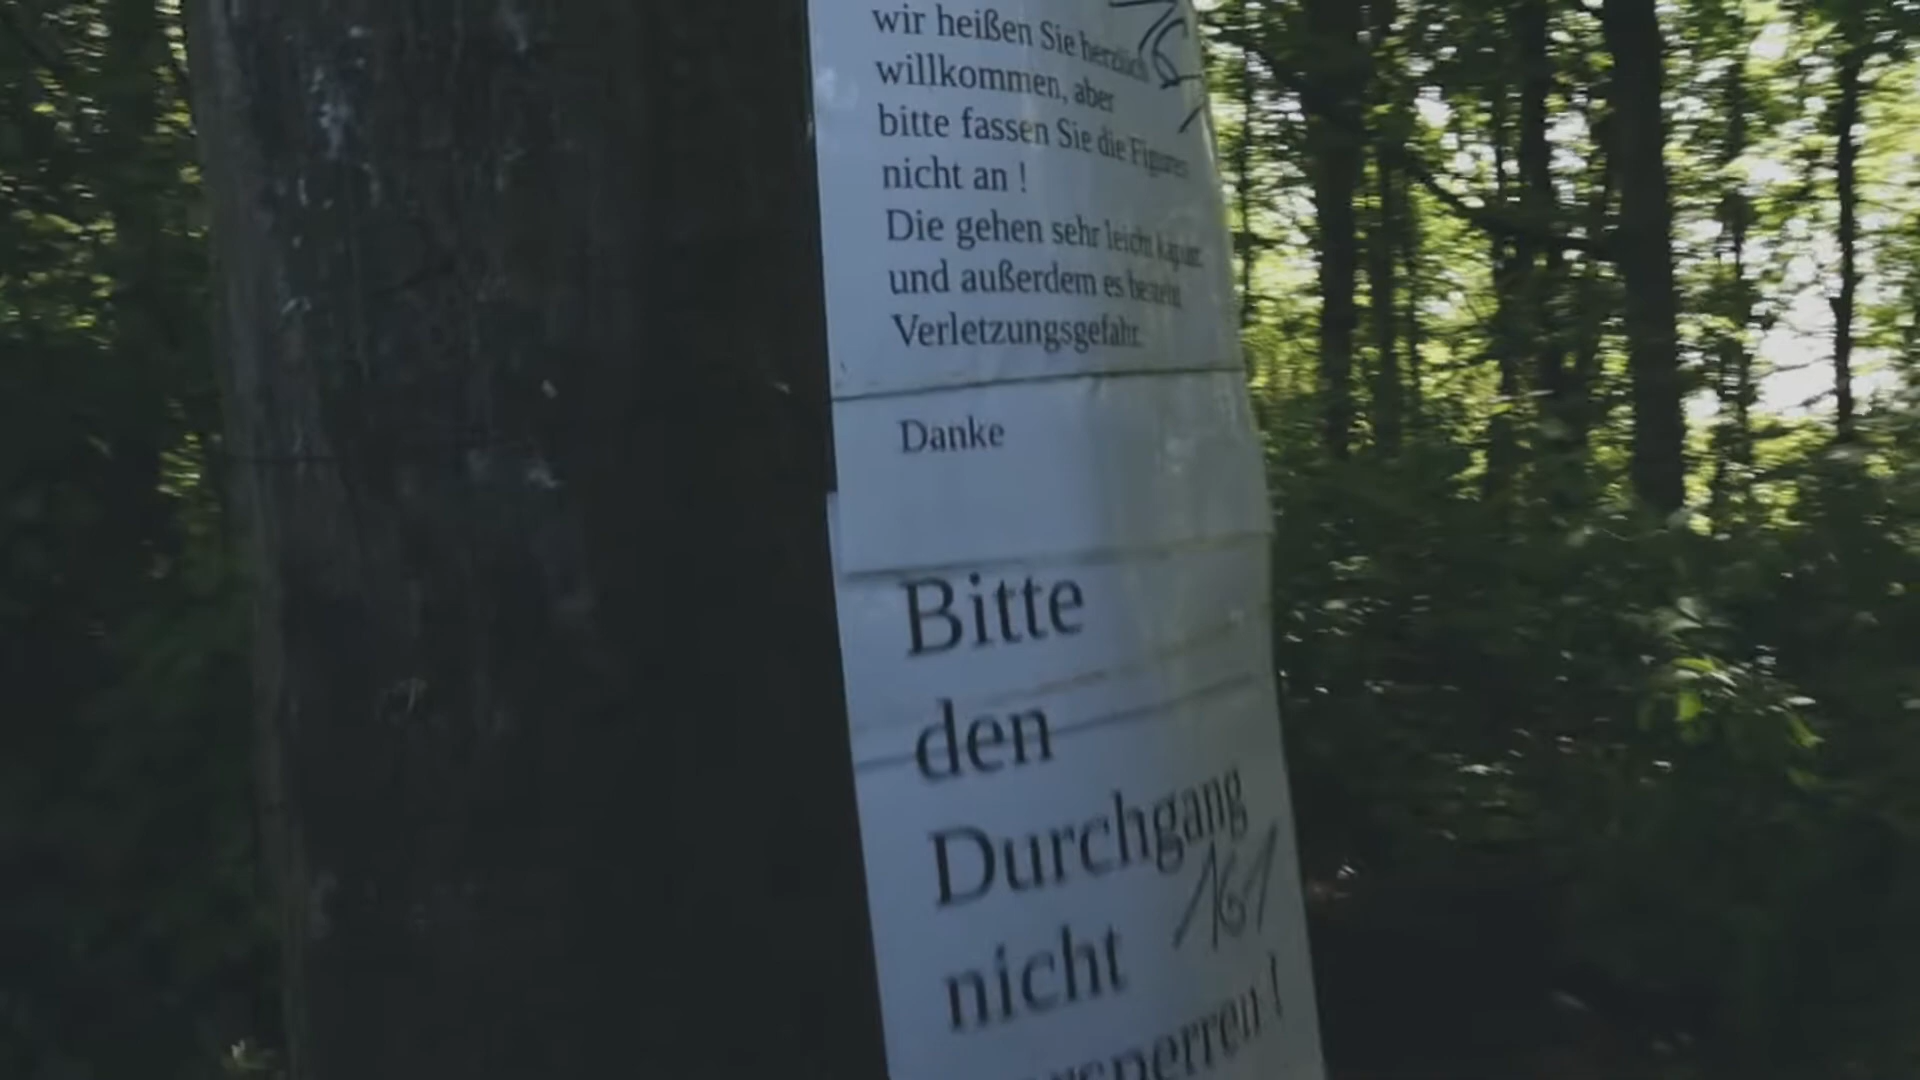 wir heißen Sie herzlich
willkommen, aber
bitte fassen Sie die Figuren
nicht an !
Die gehen sehr leicht kaputt
und außerdem es besteht
Verletzungsgefahr.
Danke
Bitte
den
Durchgang
161
nicht